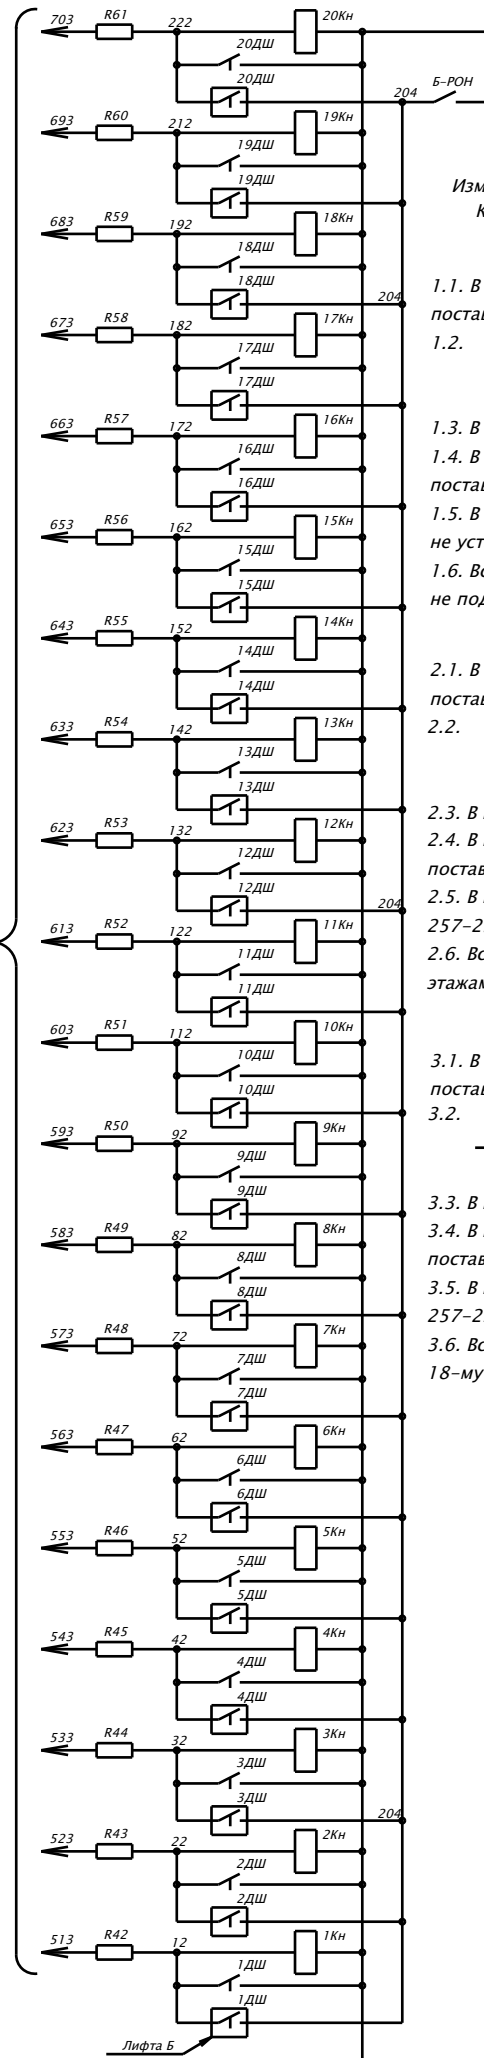 703 R61 222 20Кн
20ДШ
20ДШ
204 Б-РОН
693 R60 212 19Кн
19ДШ
19ДШ
Изм
К
683 R59 192 18Кн
18ДШ
18ДШ
204
1.1. В
постав
1.2.
673 R58 182 17Кн
17ДШ
17ДШ
663 R57 172 16Кн
16ДШ
16ДШ
1.3. В
1.4. В
постав
1.5. В
не уст
1.6. Вс
не под
653 R56 162 15Кн
15ДШ
15ДШ
643 R55 152 14Кн
14ДШ
14ДШ
2.1. В
постав
2.2.
633 R54 142 13Кн
13ДШ
13ДШ
623 R53 132 12Кн
12ДШ
12ДШ
204
2.3. В
2.4. В
постав
2.5. В
257-2
2.6. Вс
этажам
613 R52 122 11Кн
11ДШ
11ДШ
603 R51 112 10Кн
10ДШ
10ДШ
3.1. В
постав
3.2.
593 R50 92 9Кн
9ДШ
9ДШ
583 R49 82 8Кн
8ДШ
8ДШ
3.3. В
3.4. В
постав
3.5. В
257-2
3.6. Вс
18-му
573 R48 72 7Кн
7ДШ
7ДШ
563 R47 62 6Кн
6ДШ
6ДШ
553 R46 52 5Кн
5ДШ
5ДШ
543 R45 42 4Кн
4ДШ
4ДШ
533 R44 32 3Кн
3ДШ
3ДШ
204
523 R43 22 2Кн
2ДШ
2ДШ
513 R42 12 1Кн
1ДШ
1ДШ
Лифта Б